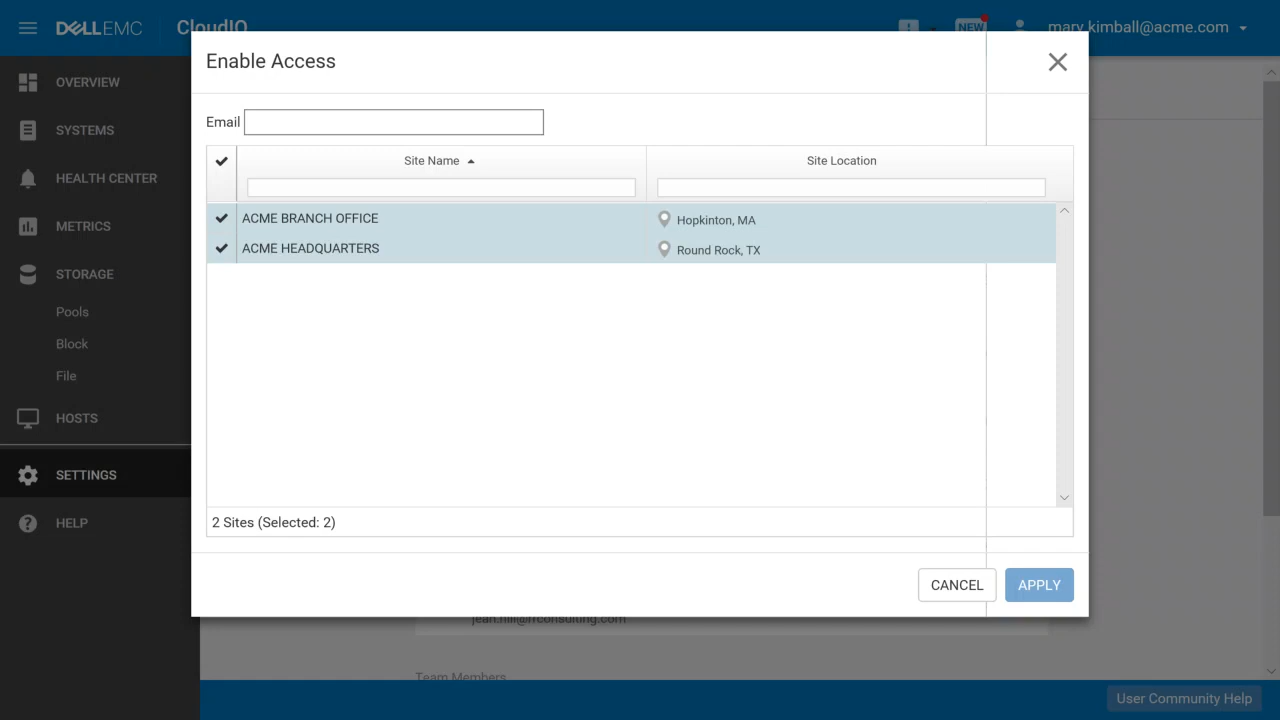 DELLEMC CloudIQ NEW mary.kimball@acme.com
Enable Access
OVERVIEW
SYSTEMS
HEALTH CENTER
METRICS
STORAGE
Pools
Block
File
HOSTS
SETTINGS
HELP
Email
Site Name Site Location
ACME BRANCH OFFICE Hopkinton, MA
ACME HEADQUARTERS Round Rock, TX
2 Sites (Selected: 2)
CANCEL APPLY
Team Members
User Community Help